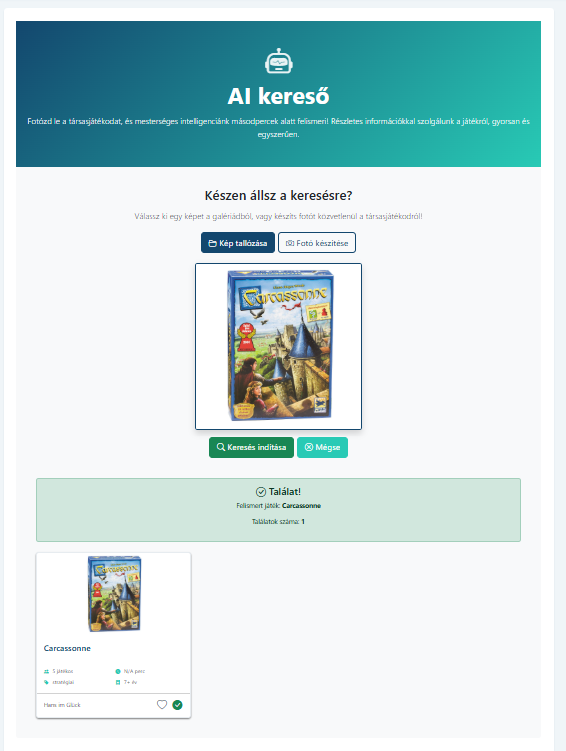 AI kereső
Fotózd le a társasjátékodat, és mesterséges intelligenciánk másodpercek alatt felismeri! Részletes információkkal szolgálunk a játékról, gyorsan és
egyszerűen.
Készen állsz a keresésre?
Válassz ki egy képet a galériádból, vagy készíts fotót közvetlenül a társasjátékodról!
Kép tallózása
Fotó készítése
Carcassonne
Keresés indítása
Mégse
Találat!
Felismert játék: Carcassonne
Találatok száma: 1
Carcassonne
Carcassonne
5 játékos
N/A perc
stratégiai
7+ év
Hans im Glück